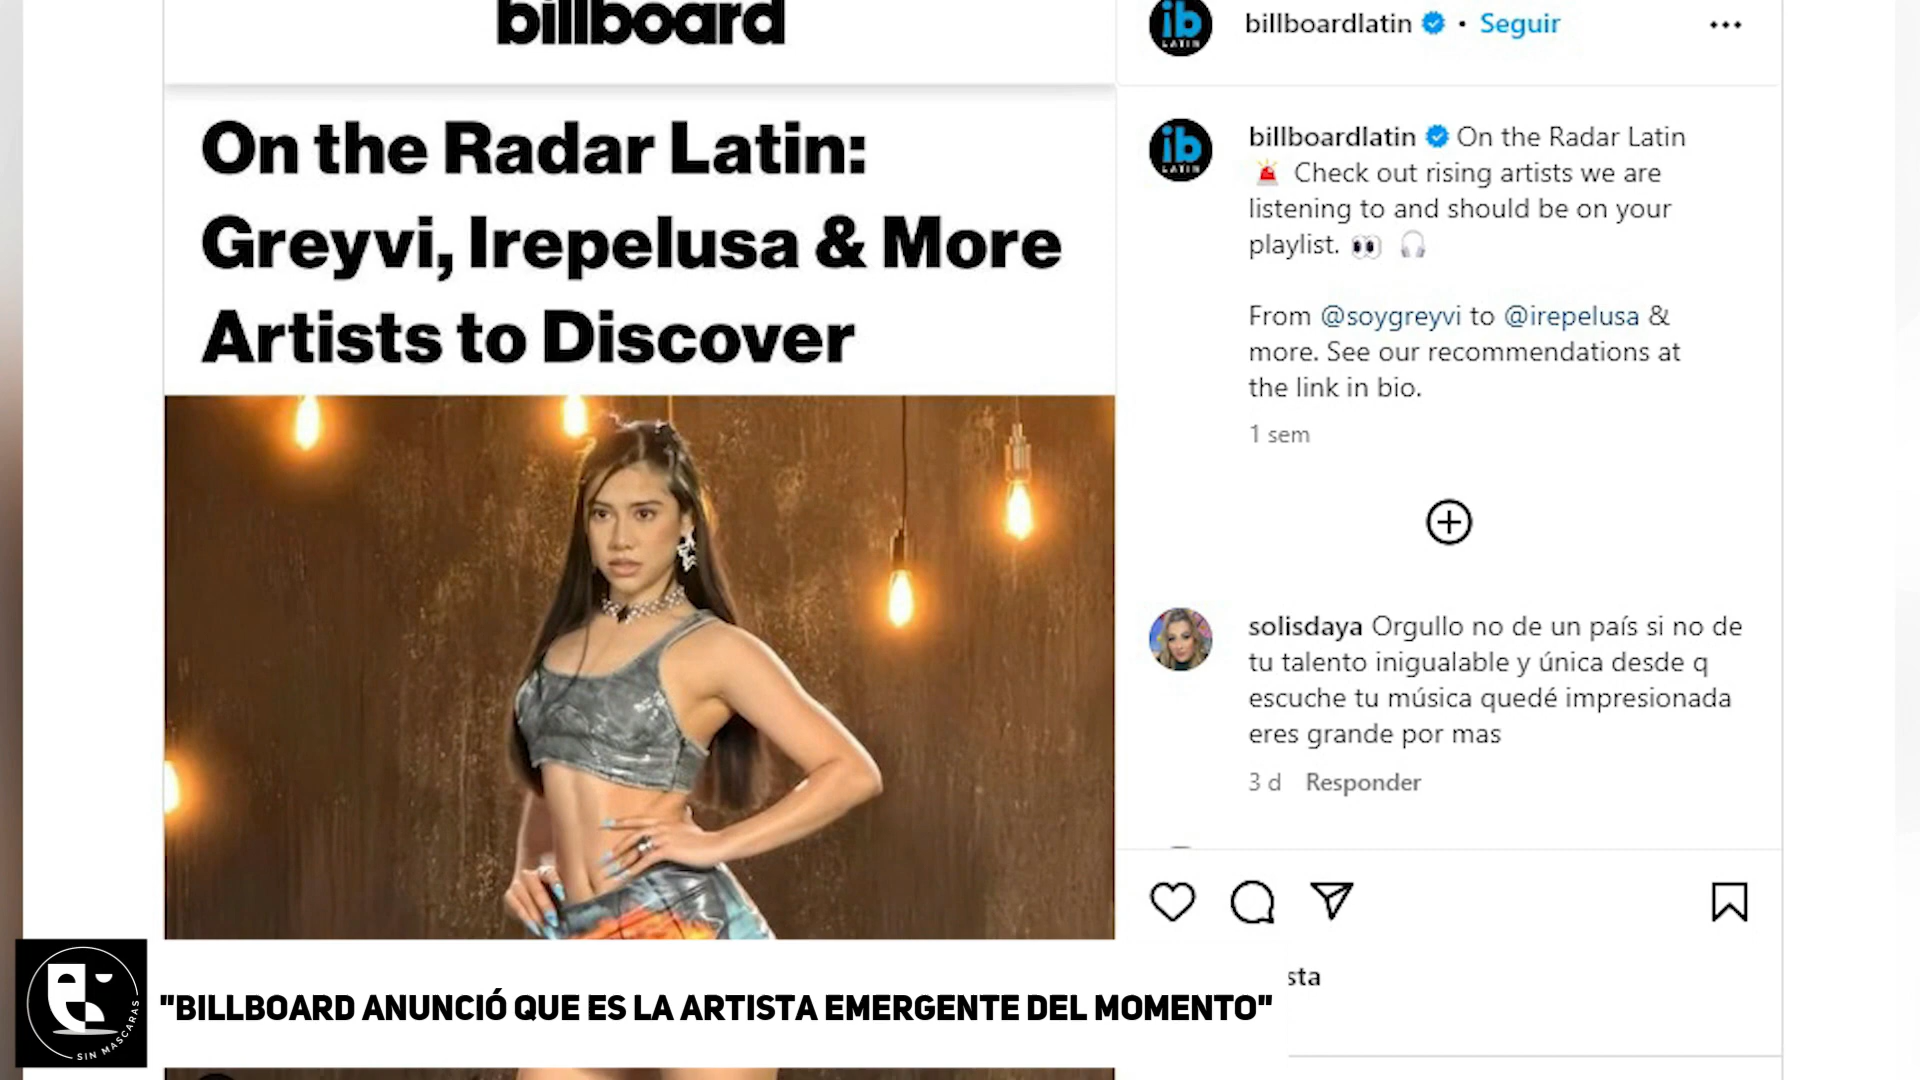 billboard
On the Radar Latin:
Greyvi, Irepelusa & More
Artists to Discover
ib
LATIN
billboardlatin • Seguir
ib
LATIN
billboardlatin On the Radar Latin
Check out rising artists we are
listening to and should be on your
playlist.
From @soygreyvi to @irepelusa &
more. See our recommendations at
the link in bio.
1 sem
solisdaya Orgullo no de un país si no de
tu talento inigualable y única desde q
escuche tu música quedé impresionada
eres grande por mas
3 d Responder
sta
SIN MASCARAS
"BILLBOARD ANUNCIÓ QUE ES LA ARTISTA EMERGENTE DEL MOMENTO"